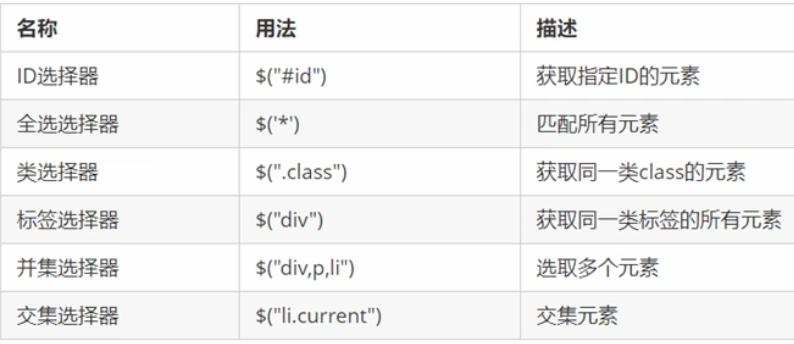 名称 用法 描述
ID选择器 $("#id") 获取指定ID的元素
全选选择器 $('*') 匹配所有元素
类选择器 $(".class") 获取同一类class的元素
标签选择器 $("div") 获取同一类标签的所有元素
并集选择器 $("div,p,li") 选取多个元素
交集选择器 $("li.current") 交集元素